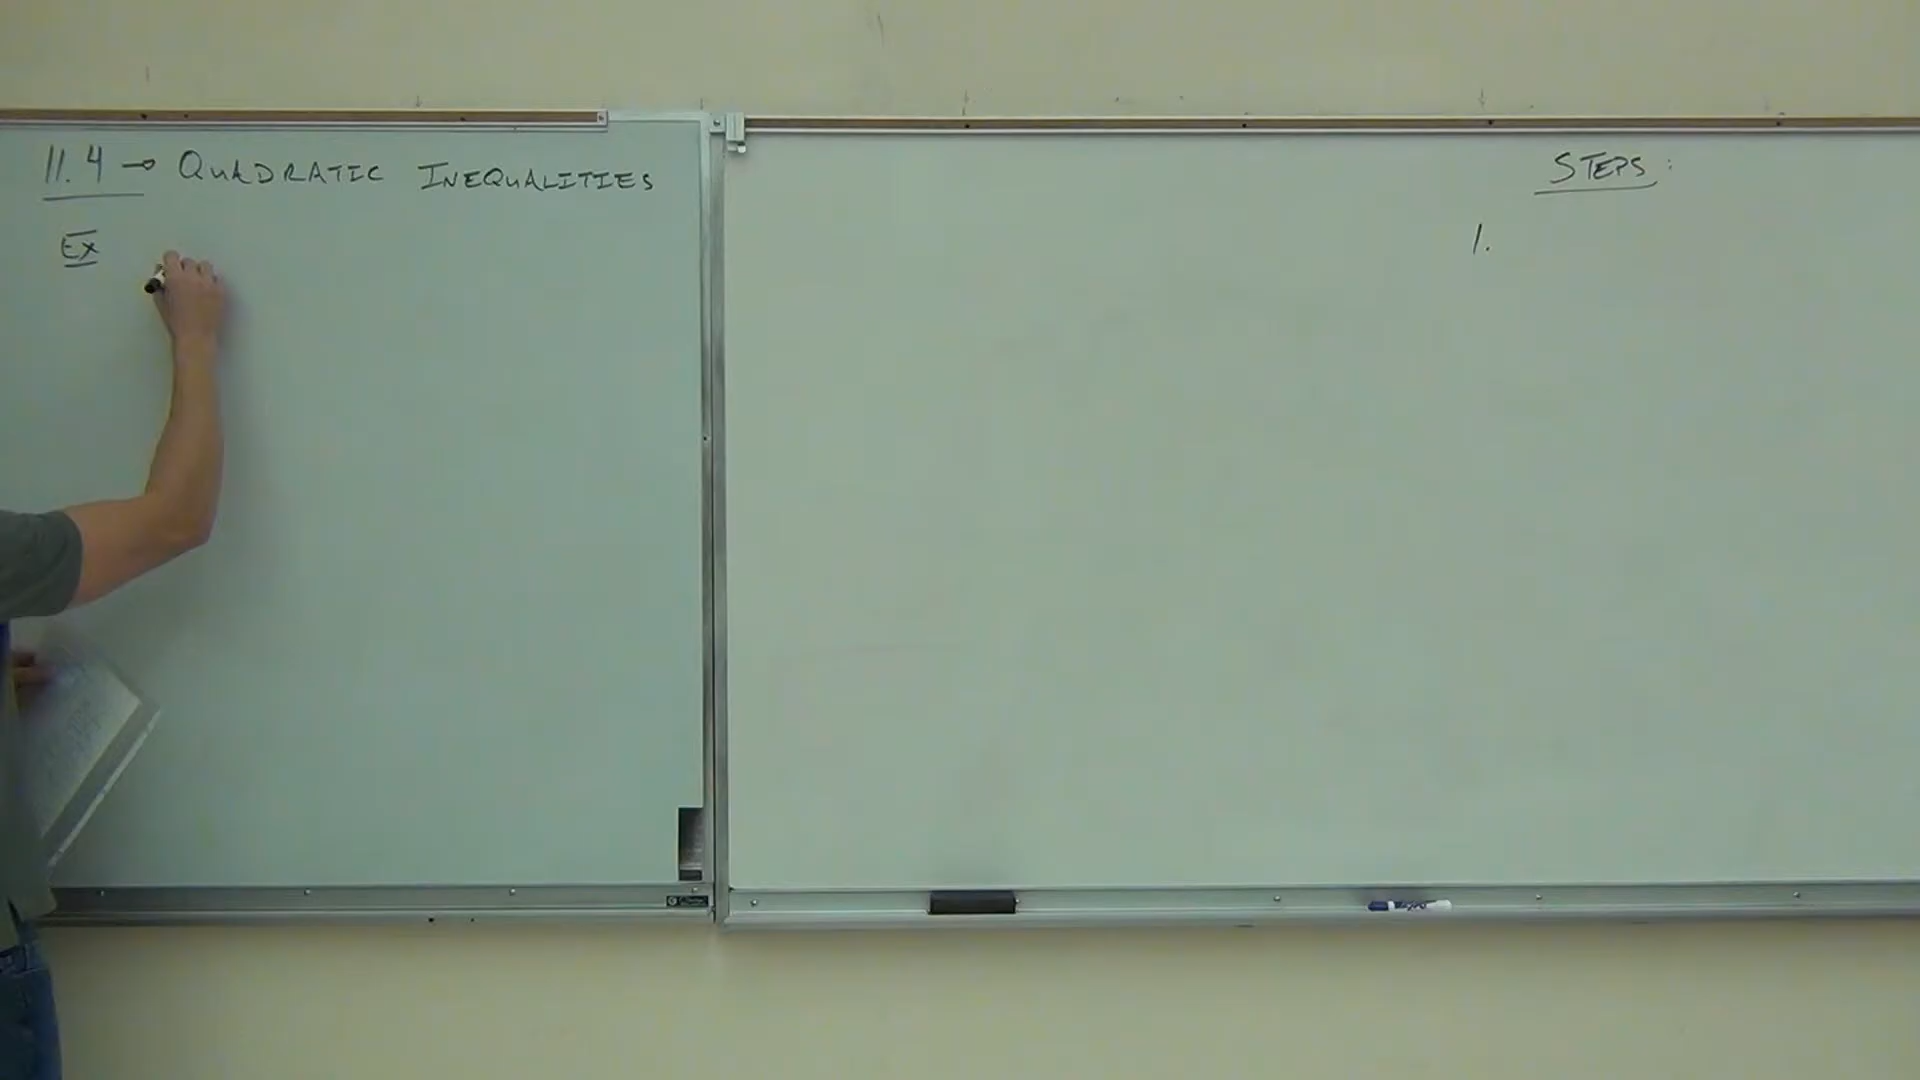 11.4 → QUADRATIC INEQUALITIES
EX
STEPS:
1.